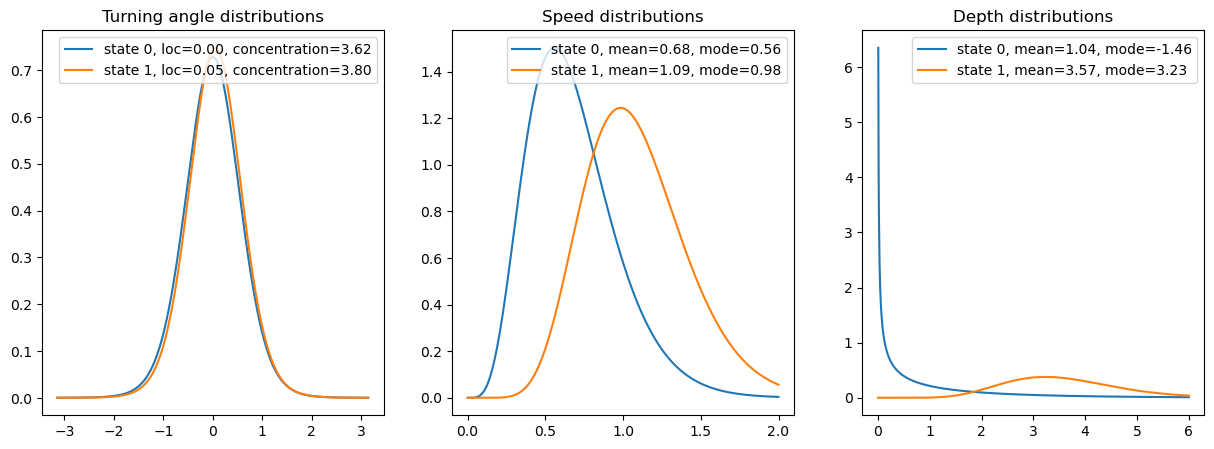 Turning angle distributions
state 0, loc=0.00, concentration=3.62
state 1, loc=0.05, concentration=3.80
0.7
0.6
0.5
0.4
0.3
0.2
0.1
0.0
−3 −2 −1 0 1 2 3
Speed distributions
state 0, mean=0.68, mode=0.56
state 1, mean=1.09, mode=0.98
1.4
1.2
1.0
0.8
0.6
0.4
0.2
0.0
0.0 0.5 1.0 1.5 2.0
Depth distributions
state 0, mean=1.04, mode=-1.46
state 1, mean=3.57, mode=3.23
6
5
4
3
2
1
0
0 1 2 3 4 5 6